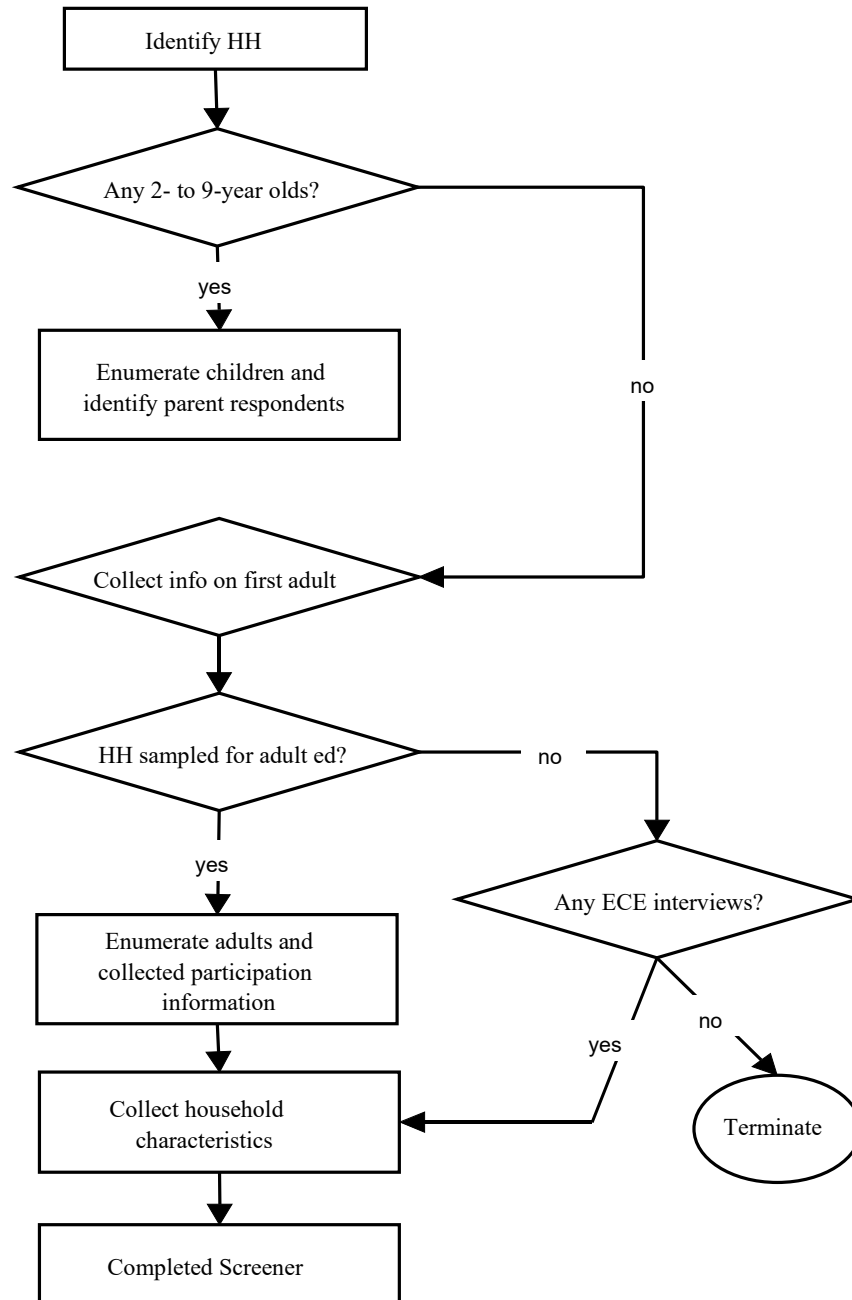 Identify HH
Any 2- to 9-year olds?
yes
Enumerate children and
identify parent respondents
no
Collect info on first adult
HH sampled for adult ed?
no
yes
Any ECE interviews?
Enumerate adults and
collected participation
information
yes
no
Collect household
characteristics
Terminate
Completed Screener